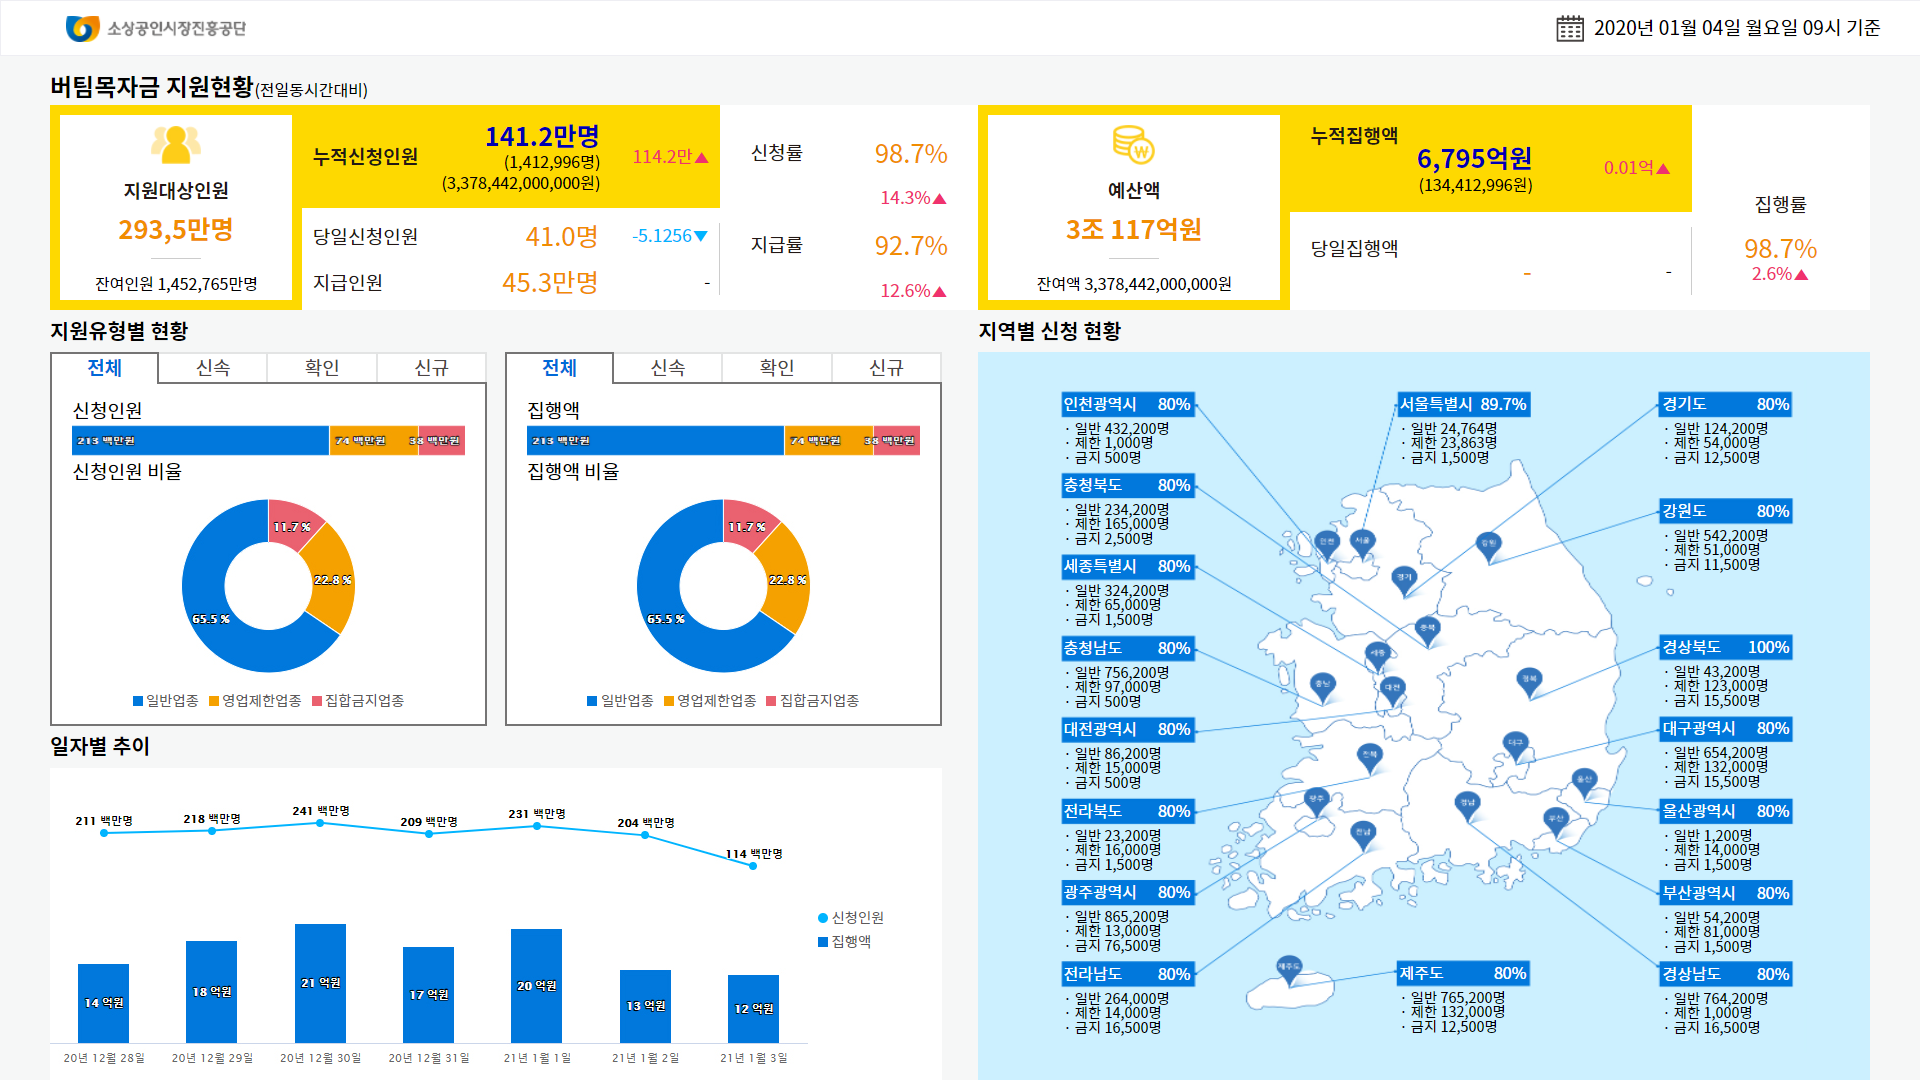 소상공인시장진흥공단
2020년 01월 04일 월요일 09시 기준
버팀목자금 지원현황(전일동시간대비)
지원대상인원
293,5만명
잔여인원 1,452,765만명
누적신청인원
141.2만명
(1,412,996명)
(3,378,442,000,000원)
114.2만▲
당일신청인원 41.0명 -5.1256▼
지급인원 45.3만명 -
신청률 98.7%
14.3%▲
지급률 92.7%
12.6%▲
예산액
3조 117억원
잔여액 3,378,442,000,000원
누적집행액
6,795억원
(134,412,996원)
0.01억▲
당일집행액
- -
집행률
98.7%
2.6%▲
지원유형별 현황
전체 신속 확인 신규
신청인원
213 백만원 74 백만원 38 백만원
신청인원 비율
11.7 %
22.8 %
65.5 %
일반업종 영업제한업종 집합금지업종
전체 신속 확인 신규
집행액
213 백만원 74 백만원 38 백만원
집행액 비율
11.7 %
22.8 %
65.5 %
일반업종 영업제한업종 집합금지업종
일자별 추이
211 백만명
218 백만명
241 백만명
209 백만명
231 백만명
204 백만명
114 백만명
신청인원
집행액
14 억원
18 억원
21 억원
17 억원
20 억원
13 억원
12 억원
20년 12월 28일
20년 12월 29일
20년 12월 30일
20년 12월 31일
21년 1월 1일
21년 1월 2일
21년 1월 3일
지역별 신청 현황
인천광역시 80%
· 일반 432,200명
· 제한 1,000명
· 금지 500명
충청북도 80%
· 일반 234,200명
· 제한 165,000명
· 금지 2,500명
세종특별시 80%
· 일반 324,200명
· 제한 65,000명
· 금지 1,500명
충청남도 80%
· 일반 756,200명
· 제한 97,000명
· 금지 500명
대전광역시 80%
· 일반 86,200명
· 제한 15,000명
· 금지 500명
전라북도 80%
· 일반 23,200명
· 제한 16,000명
· 금지 1,500명
광주광역시 80%
· 일반 865,200명
· 제한 13,000명
· 금지 76,500명
전라남도 80%
· 일반 264,000명
· 제한 14,000명
· 금지 16,500명
서울특별시 89.7%
· 일반 24,764명
· 제한 23,863명
· 금지 1,500명
인천
서울
강원
경기
충북
세종
충남
대전
경북
전북
대구
울산
광주
경남
부산
전남
제주도
제주도 80%
· 일반 765,200명
· 제한 132,000명
· 금지 12,500명
경기도 80%
· 일반 124,200명
· 제한 54,000명
· 금지 12,500명
강원도 80%
· 일반 542,200명
· 제한 51,000명
· 금지 11,500명
경상북도 100%
· 일반 43,200명
· 제한 123,000명
· 금지 15,500명
대구광역시 80%
· 일반 654,200명
· 제한 132,000명
· 금지 15,500명
울산광역시 80%
· 일반 1,200명
· 제한 14,000명
· 금지 1,500명
부산광역시 80%
· 일반 54,200명
· 제한 81,000명
· 금지 1,500명
경상남도 80%
· 일반 764,200명
· 제한 1,000명
· 금지 16,500명